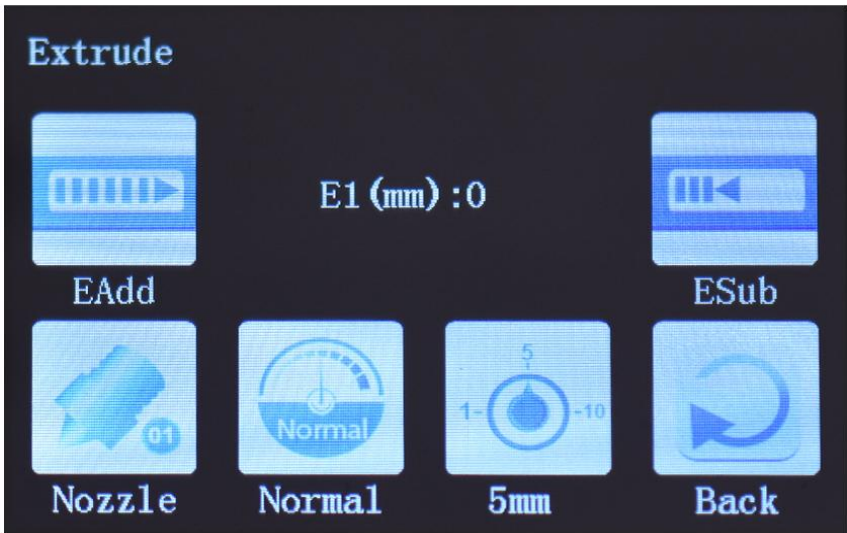 Extrude
E1(mm):0
EAdd
ESub
01
Normal
5
1-
-10
Nozzle
Normal
5mm
Back